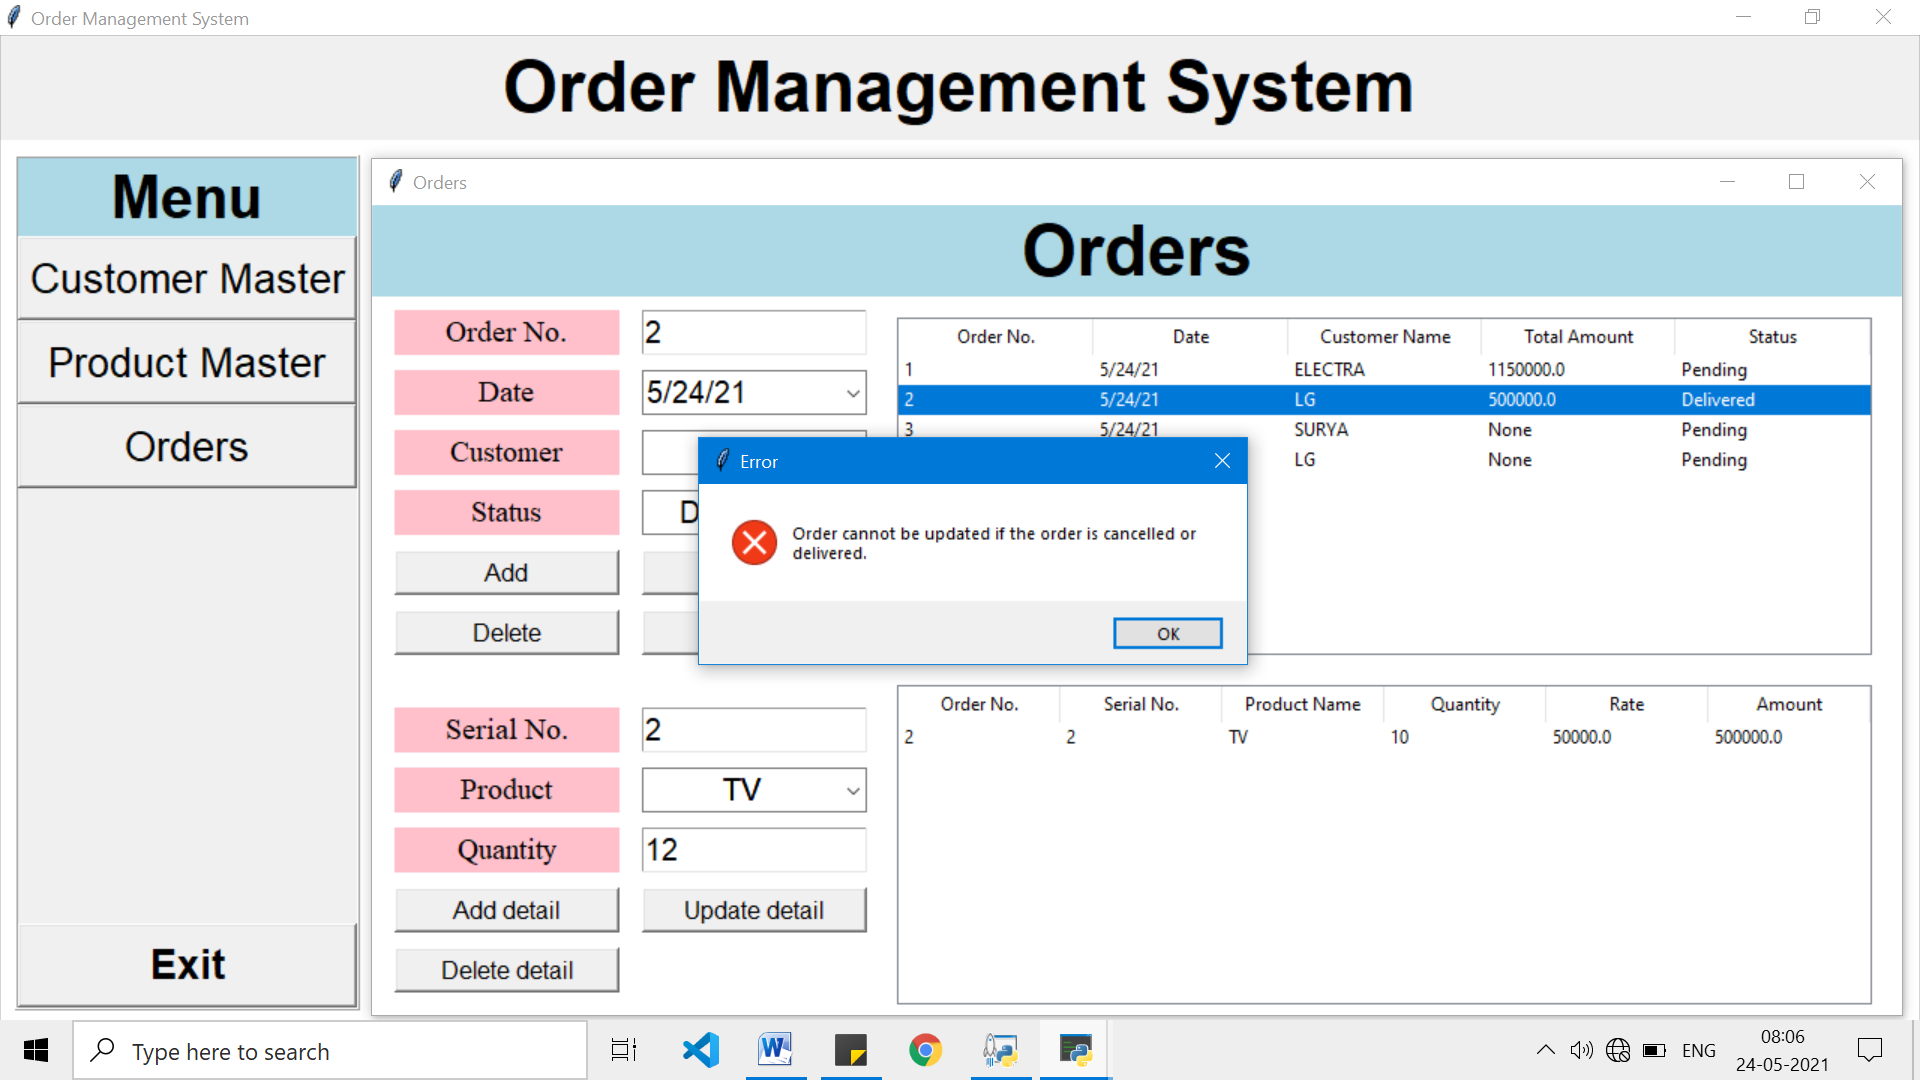 Order Management System
Order Management System
Menu
Customer Master
Product Master
Orders
Exit
Orders
Orders
Order No. 2
Date 5/24/21
Customer
Status D
Add
Delete
Order No. Date Customer Name Total Amount Status
1 5/24/21 ELECTRA 1150000.0 Pending
2 5/24/21 LG 500000.0 Delivered
3 5/24/21 SURYA None Pending
LG None Pending
Error
Order cannot be updated if the order is cancelled or
delivered.
OK
Serial No. 2
Product TV
Quantity 12
Add detail Update detail
Delete detail
Order No. Serial No. Product Name Quantity Rate Amount
2 2 TV 10 50000.0 500000.0
Type here to search
ENG
08:06
24-05-2021